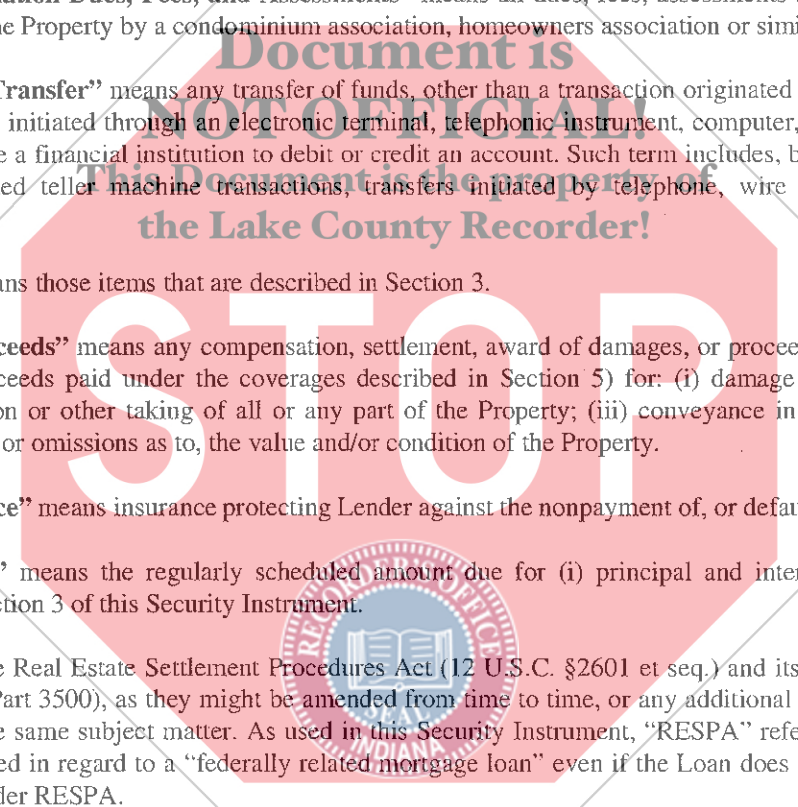 ation Dues, Fees, and Assessments" means all dues, fees, assessments
he Property by a condominium association, homeowners association or simi
Document is
Transfer" means any transfer of funds, other than a transaction originated
NOT OFFICIAL!
initiated through an electronic terminal, telephonic instrument, computer,
e a financial institution to debit or credit an account. Such term includes, b
This Document is the property of
ed teller machine transactions, transfers initiated by telephone, wire
the Lake County Recorder!
ans those items that are described in Section 3.
STOP
ceeds" means any compensation, settlement, award of damages, or procee
ceeds paid under the coverages described in Section 5) for: (i) damage
on or other taking of all or any part of the Property; (iii) conveyance in
or omissions as to, the value and/or condition of the Property.
ce" means insurance protecting Lender against the nonpayment of, or defau
" means the regularly scheduled amount due for (i) principal and inter
ction 3 of this Security Instrument.
RECORDER'S OFFICE
SEAL
INDIANA
e Real Estate Settlement Procedures Act (12 U.S.C. §2601 et seq.) and its
Part 3500), as they might be amended from time to time, or any additional
e same subject matter. As used in this Security Instrument, "RESPA" refe
ed in regard to a "federally related mortgage loan" even if the Loan does
der RESPA.